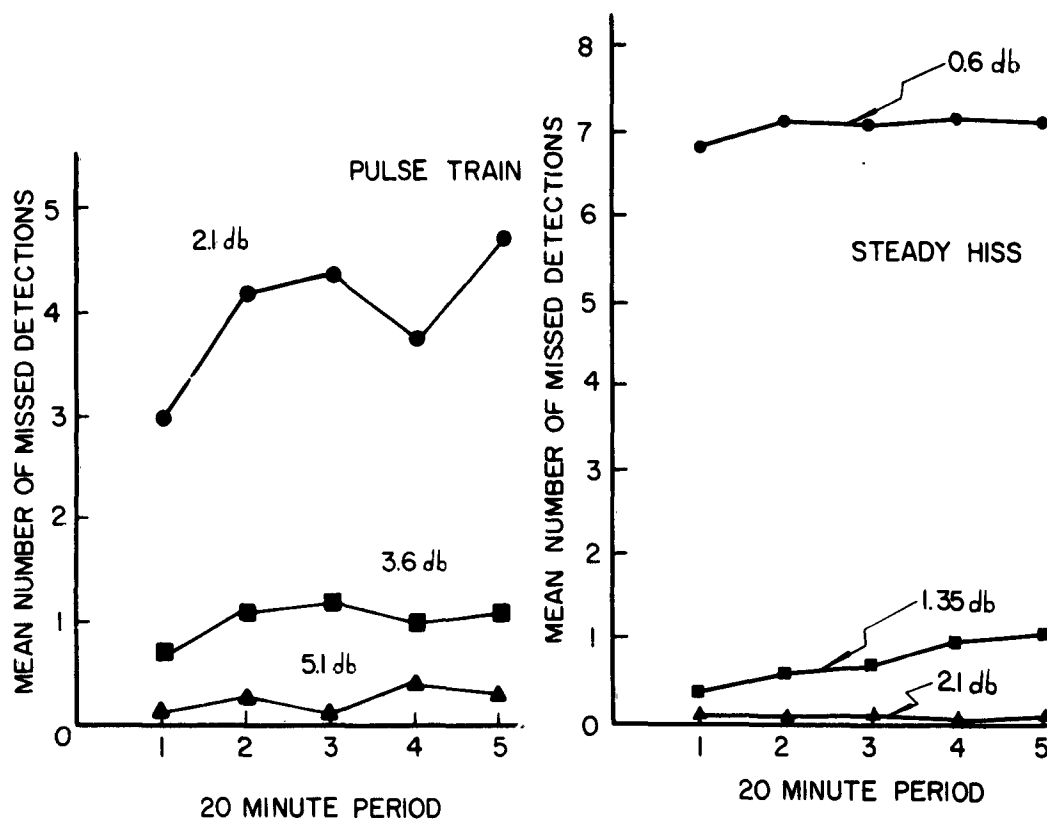 MEAN NUMBER OF MISSED DETECTIONS
5
4
3
2
1
0
PULSE TRAIN
2.1 db
3.6 db
5.1 db
1 2 3 4 5
20 MINUTE PERIOD
MEAN NUMBER OF MISSED DETECTIONS
8
7
6
5
4
3
2
1
0
0.6 db
STEADY HISS
1.35 db
2.1 db
1 2 3 4 5
20 MINUTE PERIOD